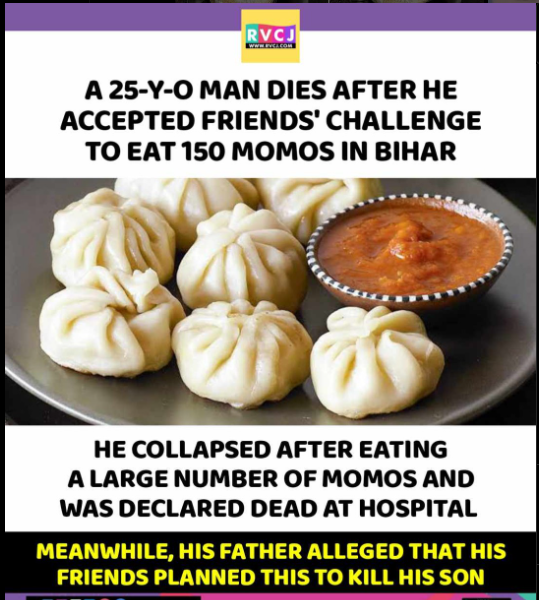 RVCJ
WWW.RVCJ.COM
A 25-Y-O MAN DIES AFTER HE
ACCEPTED FRIENDS' CHALLENGE
TO EAT 150 MOMOS IN BIHAR
HE COLLAPSED AFTER EATING
A LARGE NUMBER OF MOMOS AND
WAS DECLARED DEAD AT HOSPITAL
MEANWHILE, HIS FATHER ALLEGED THAT HIS
FRIENDS PLANNED THIS TO KILL HIS SON